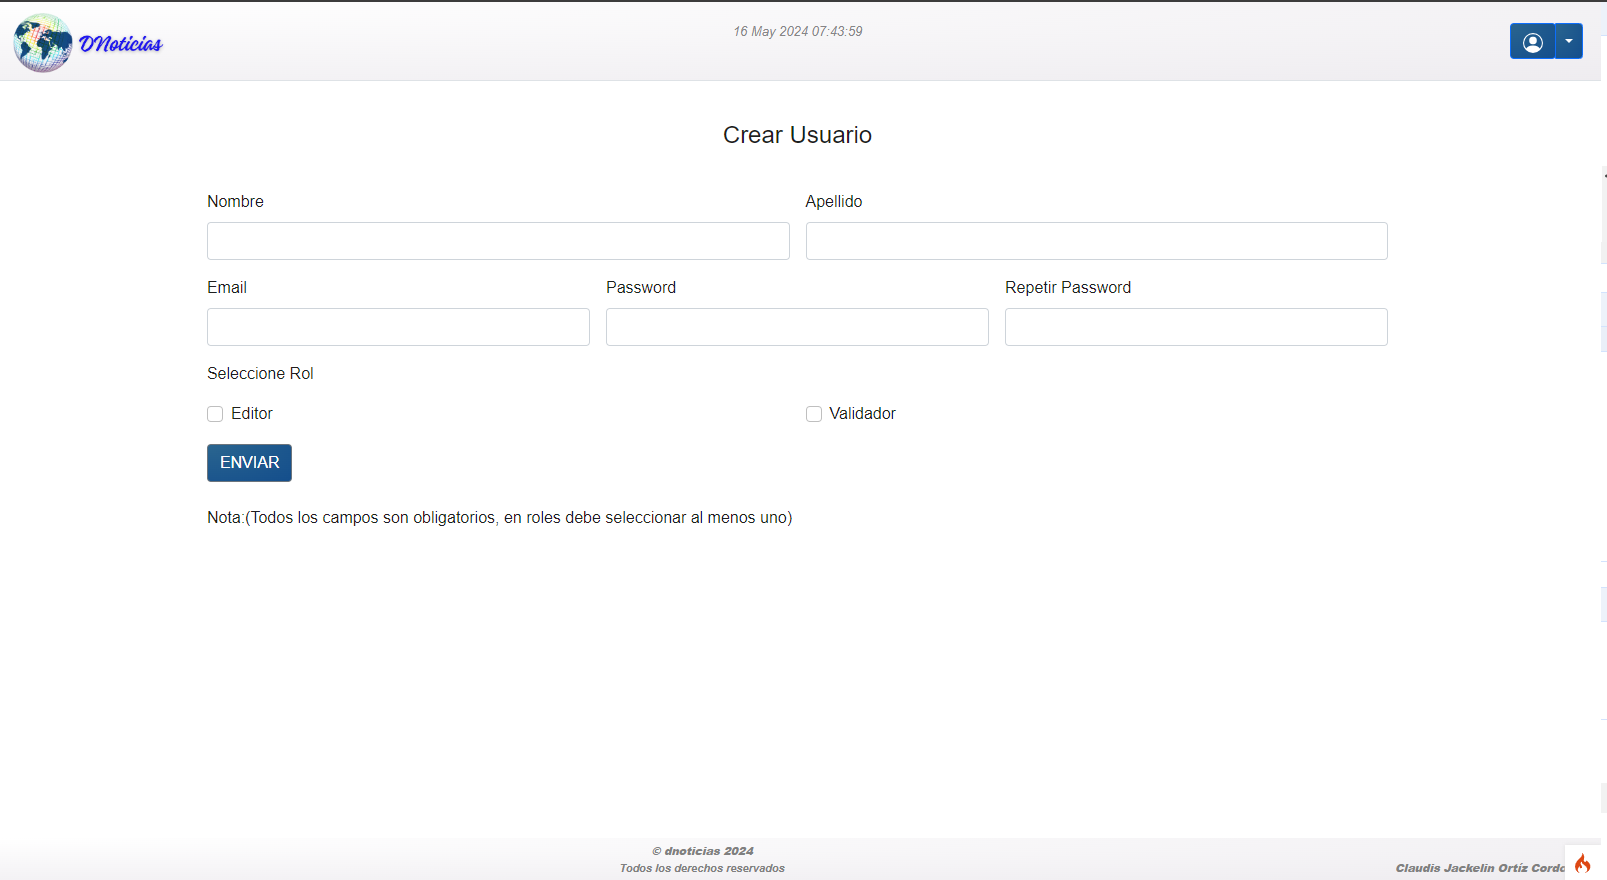 DNoticias
16 May 2024 07:43:59
Crear Usuario
Nombre
Apellido
Email
Password
Repetir Password
Seleccione Rol
Editor
Validador
ENVIAR
Nota:(Todos los campos son obligatorios, en roles debe seleccionar al menos uno)
© dnoticias 2024
Todos los derechos reservados
Claudis Jackelin Ortíz